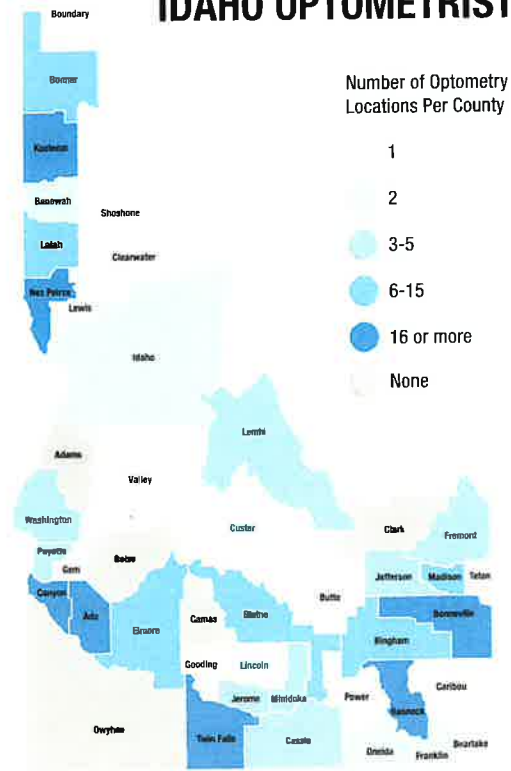 IDAHO OPTOMETRIST
Boundary
Bonner
Number of Optometry
Locations Per County
Kootenai
1
Benewah
2
Shoshone
Latah
3-5
Clearwater
Nez Perce
6-15
Lewis
16 or more
Idaho
None
Lemhi
Adams
Valley
Washington
Custer
Clark
Fremont
Payette
Gem
Boise
Jefferson
Madison
Teton
Canyon
Ada
Elmore
Camas
Blaine
Butte
Bonneville
Bingham
Gooding
Lincoln
Jerome
Minidoka
Power
Caribou
Bannock
Owyhee
Twin Falls
Cassia
Oneida
Franklin
Bearlake